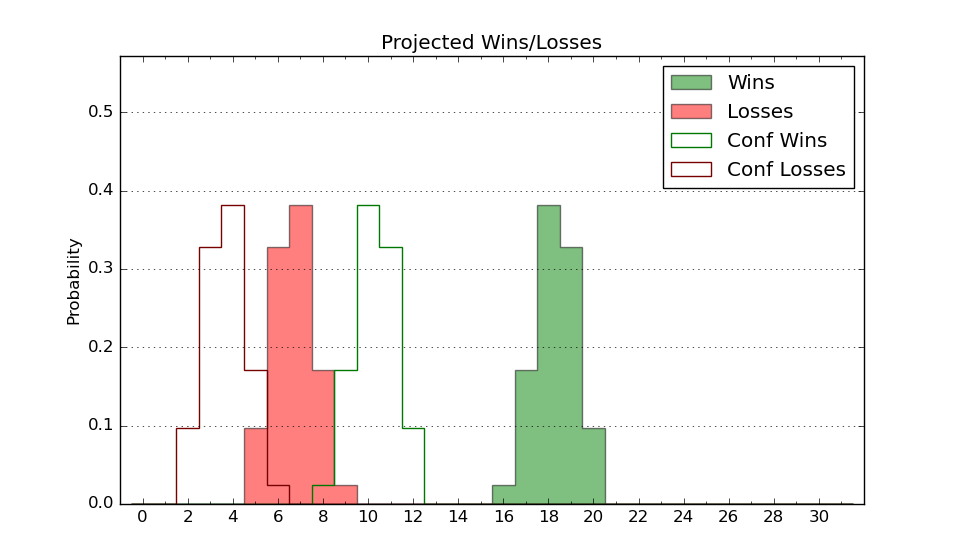 Projected Wins/Losses
Wins
Losses
Conf Wins
Conf Losses
Probability
0.5
0.4
0.3
0.2
0.1
0.0
0 2 4 6 8 10 12 14 16 18 20 22 24 26 28 30